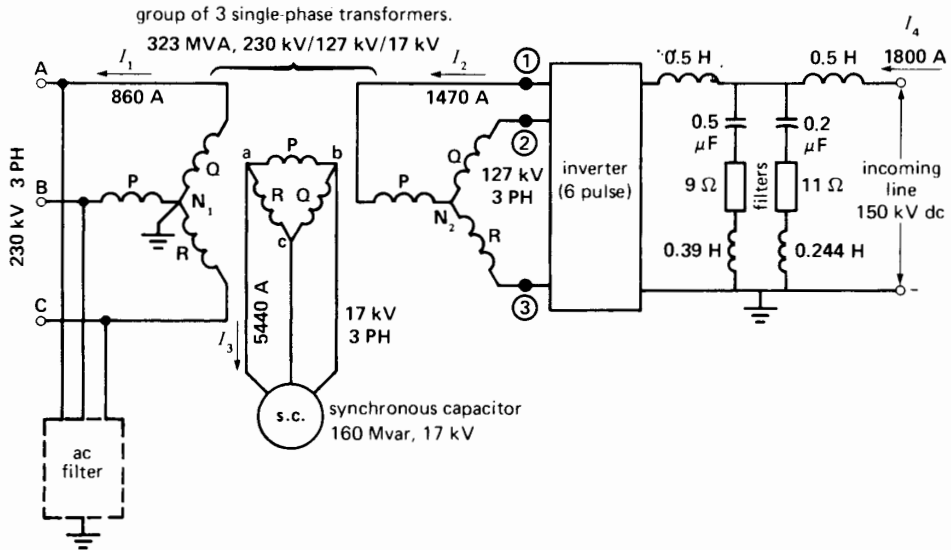 group of 3 single-phase transformers.
323 MVA, 230 kV/127 kV/17 kV
A
I1
860 A
I2
1470 A
1
0.5 H
0.5 H
I4
1800 A
2
0.5
μF
0.2
μF
Q
P
a
P
b
R
Q
c
Q
127 kV
3 PH
inverter
(6 pulse)
9 Ω
filters
11 Ω
incoming
line
150 kV dc
230 kV 3 PH
B
P
N1
R
P
N2
R
0.39 H
0.244 H
C
3
-
I3
5440 A
17 kV
3 PH
s.c.
synchronous capacitor
160 Mvar, 17 kV
ac
filter